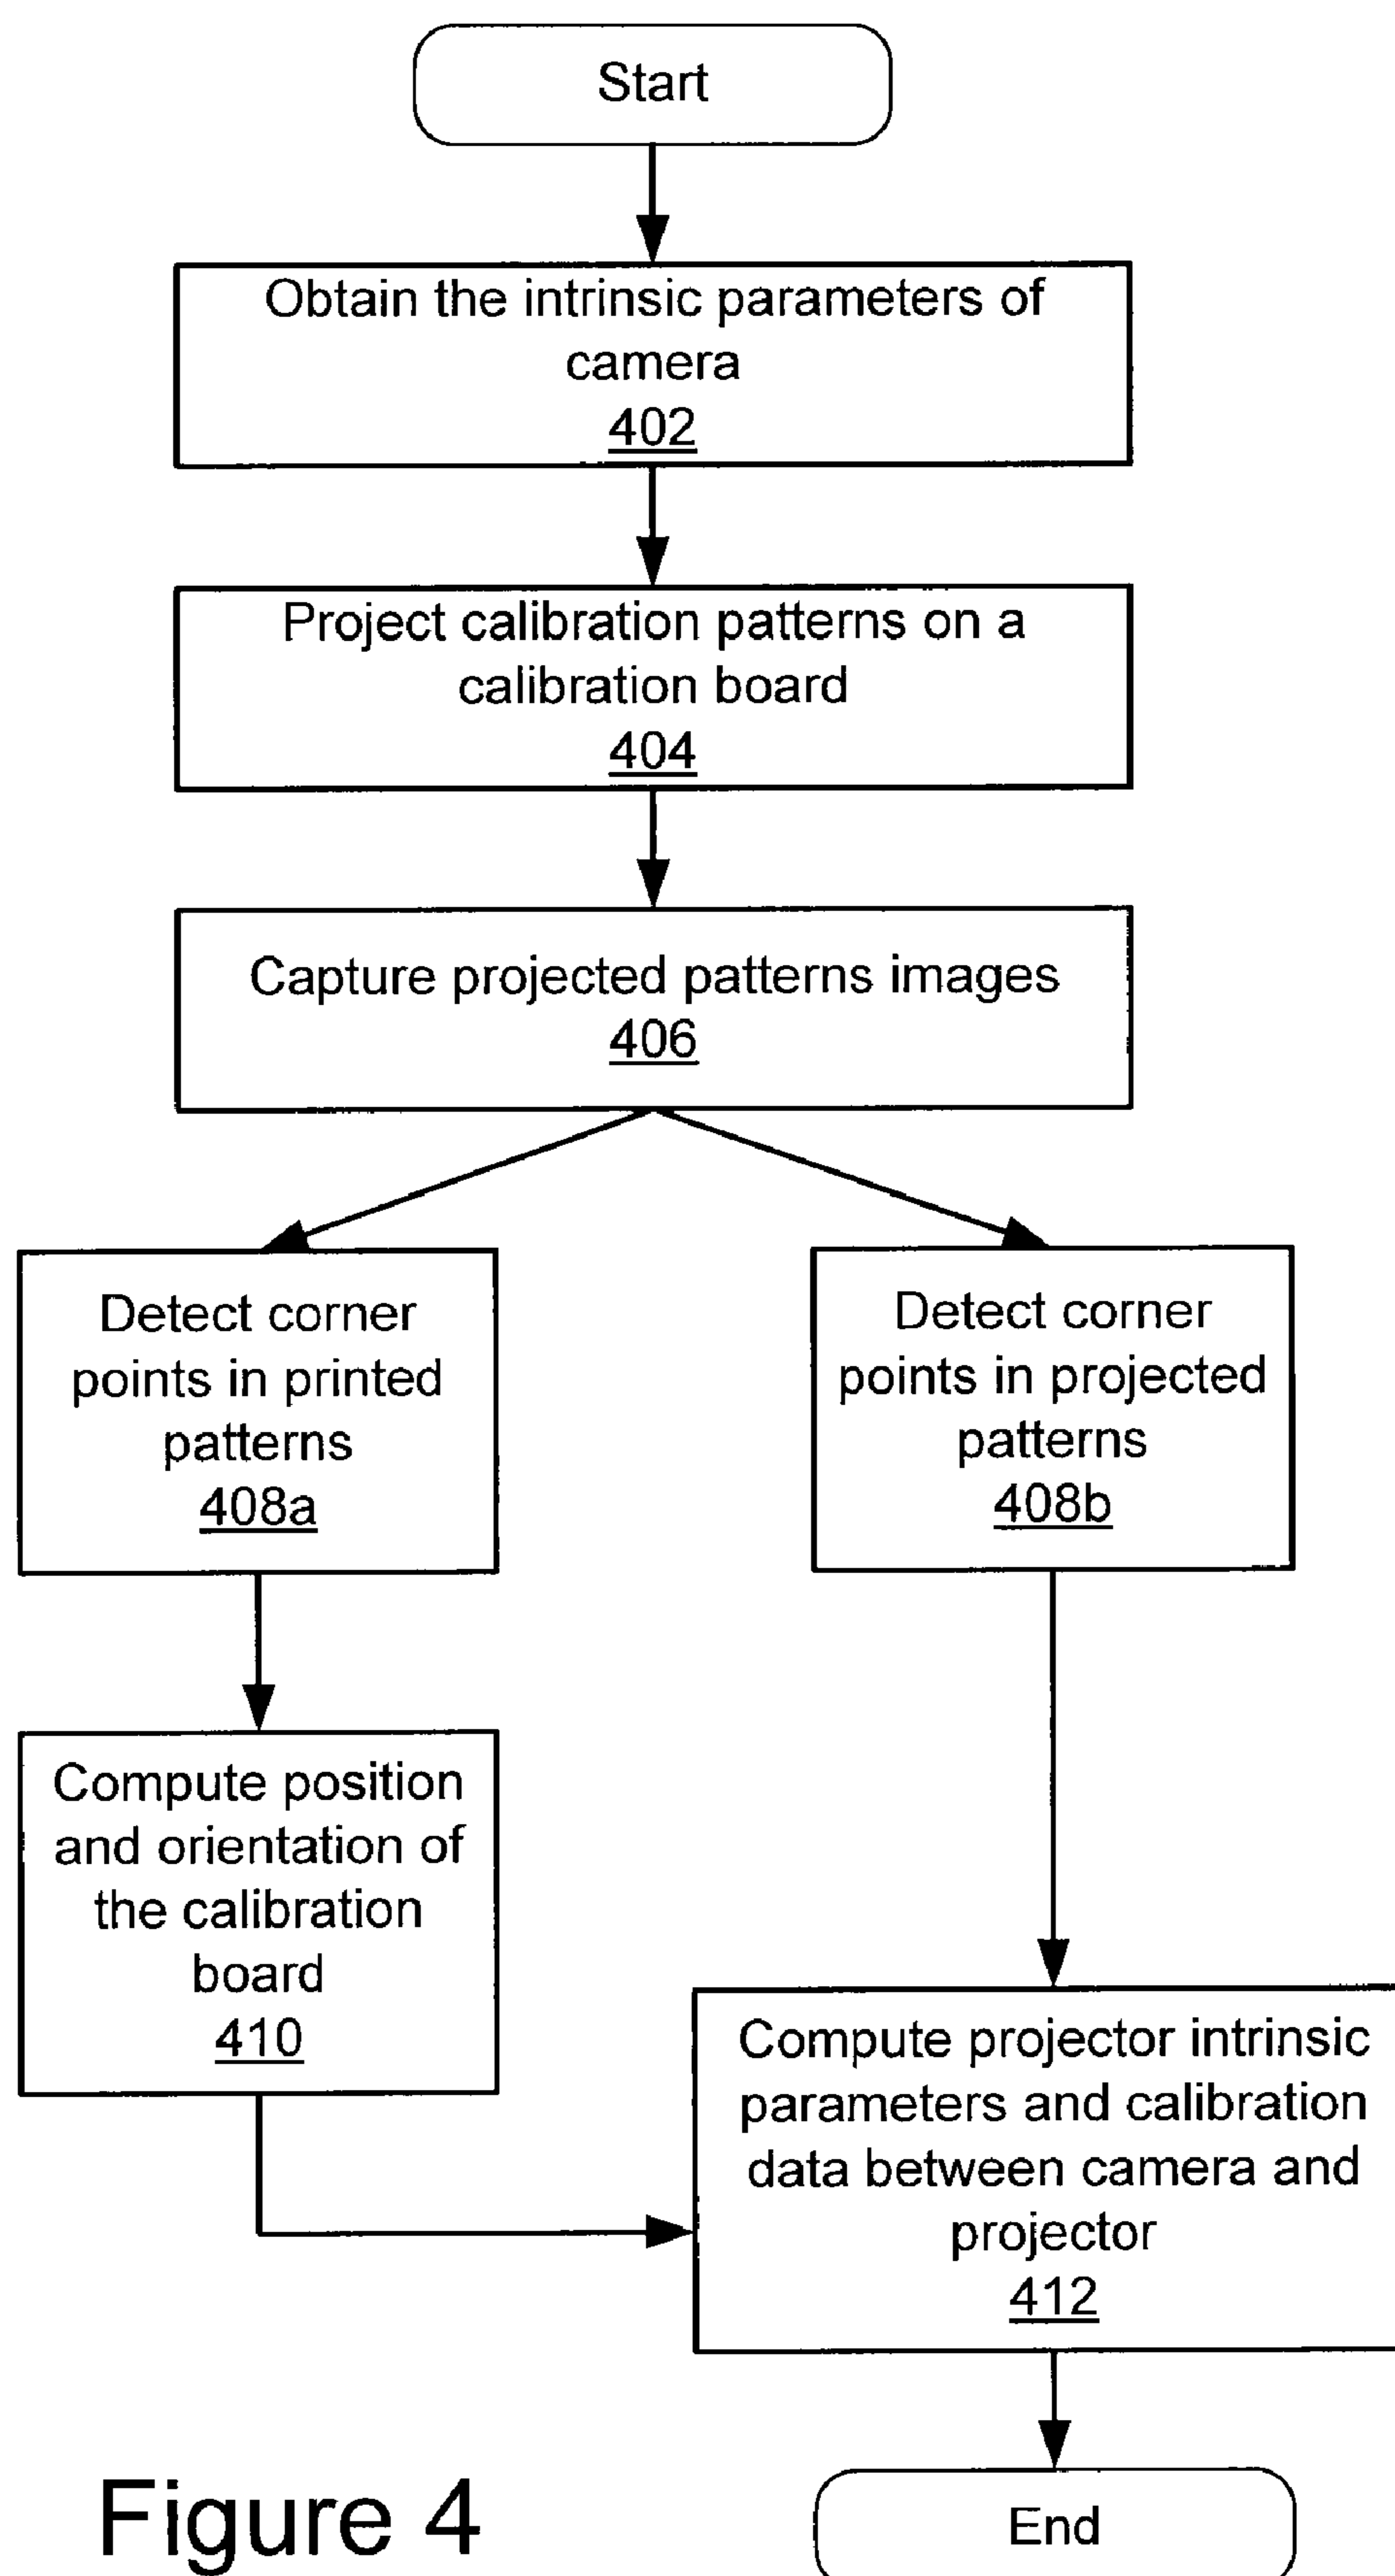 Start
Obtain the intrinsic parameters of
camera
402
Project calibration patterns on a
calibration board
404
Capture projected patterns images
406
Detect corner
points in printed
patterns
408a
Detect corner
points in projected
patterns
408b
Compute position
and orientation of
the calibration
board
410
Compute projector intrinsic
parameters and calibration
data between camera and
projector
412
End
Figure 4